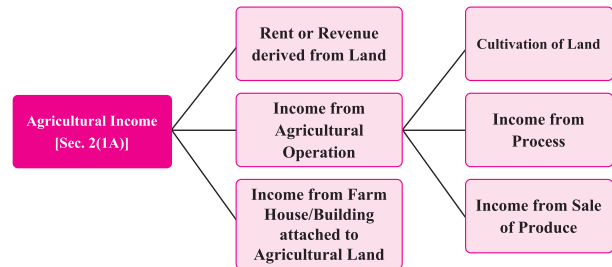 Agricultural Income
[Sec. 2(1A)]
Rent or Revenue
derived from Land
Income from
Agricultural
Operation
Income from Farm
House/Building
attached to
Agricultural Land
Cultivation of Land
Income from
Process
Income from Sale
of Produce